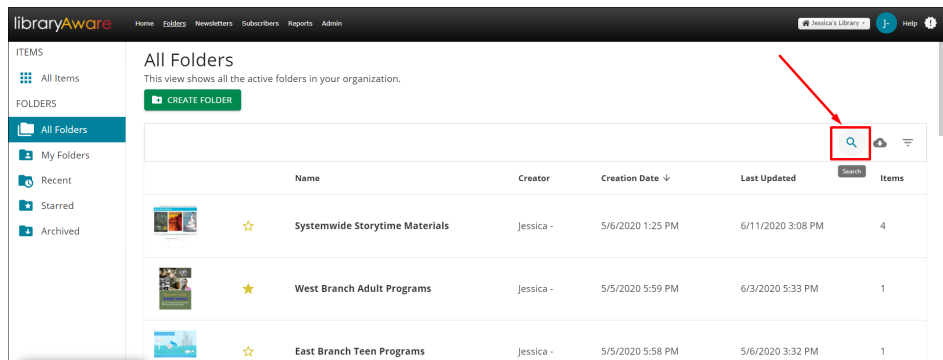 libraryAware
Home Folders Newsletters Subscribers Reports Admin
Jessica's Library
J-
Help
ITEMS
All Items
FOLDERS
All Folders
My Folders
Recent
Starred
Archived
All Folders
This view shows all the active folders in your organization.
CREATE FOLDER
Search
Name Creator Creation Date ↓ Last Updated Items
Systemwide Storytime Materials Jessica - 5/6/2020 1:25 PM 6/11/2020 3:08 PM 4
West Branch Adult Programs Jessica - 5/5/2020 5:59 PM 6/3/2020 5:33 PM 1
East Branch Teen Programs Jessica - 5/5/2020 5:58 PM 5/6/2020 3:32 PM 1